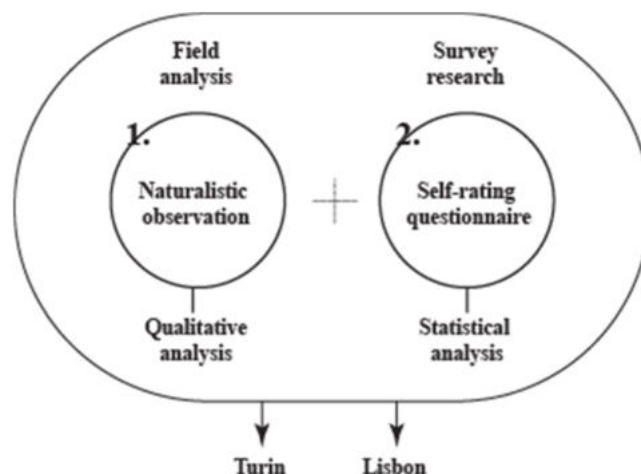 Field
analysis
Survey
research
1.
2.
Naturalistic
observation
Self-rating
questionnaire
Qualitative
analysis
Statistical
analysis
Turin
Lisbon